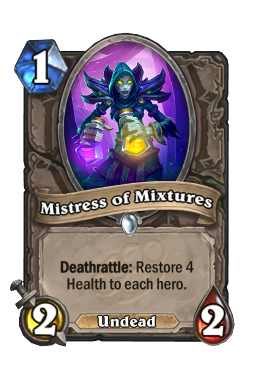 1
Mistress of Mixtures
Deathrattle: Restore 4
Health to each hero.
2 Undead 2